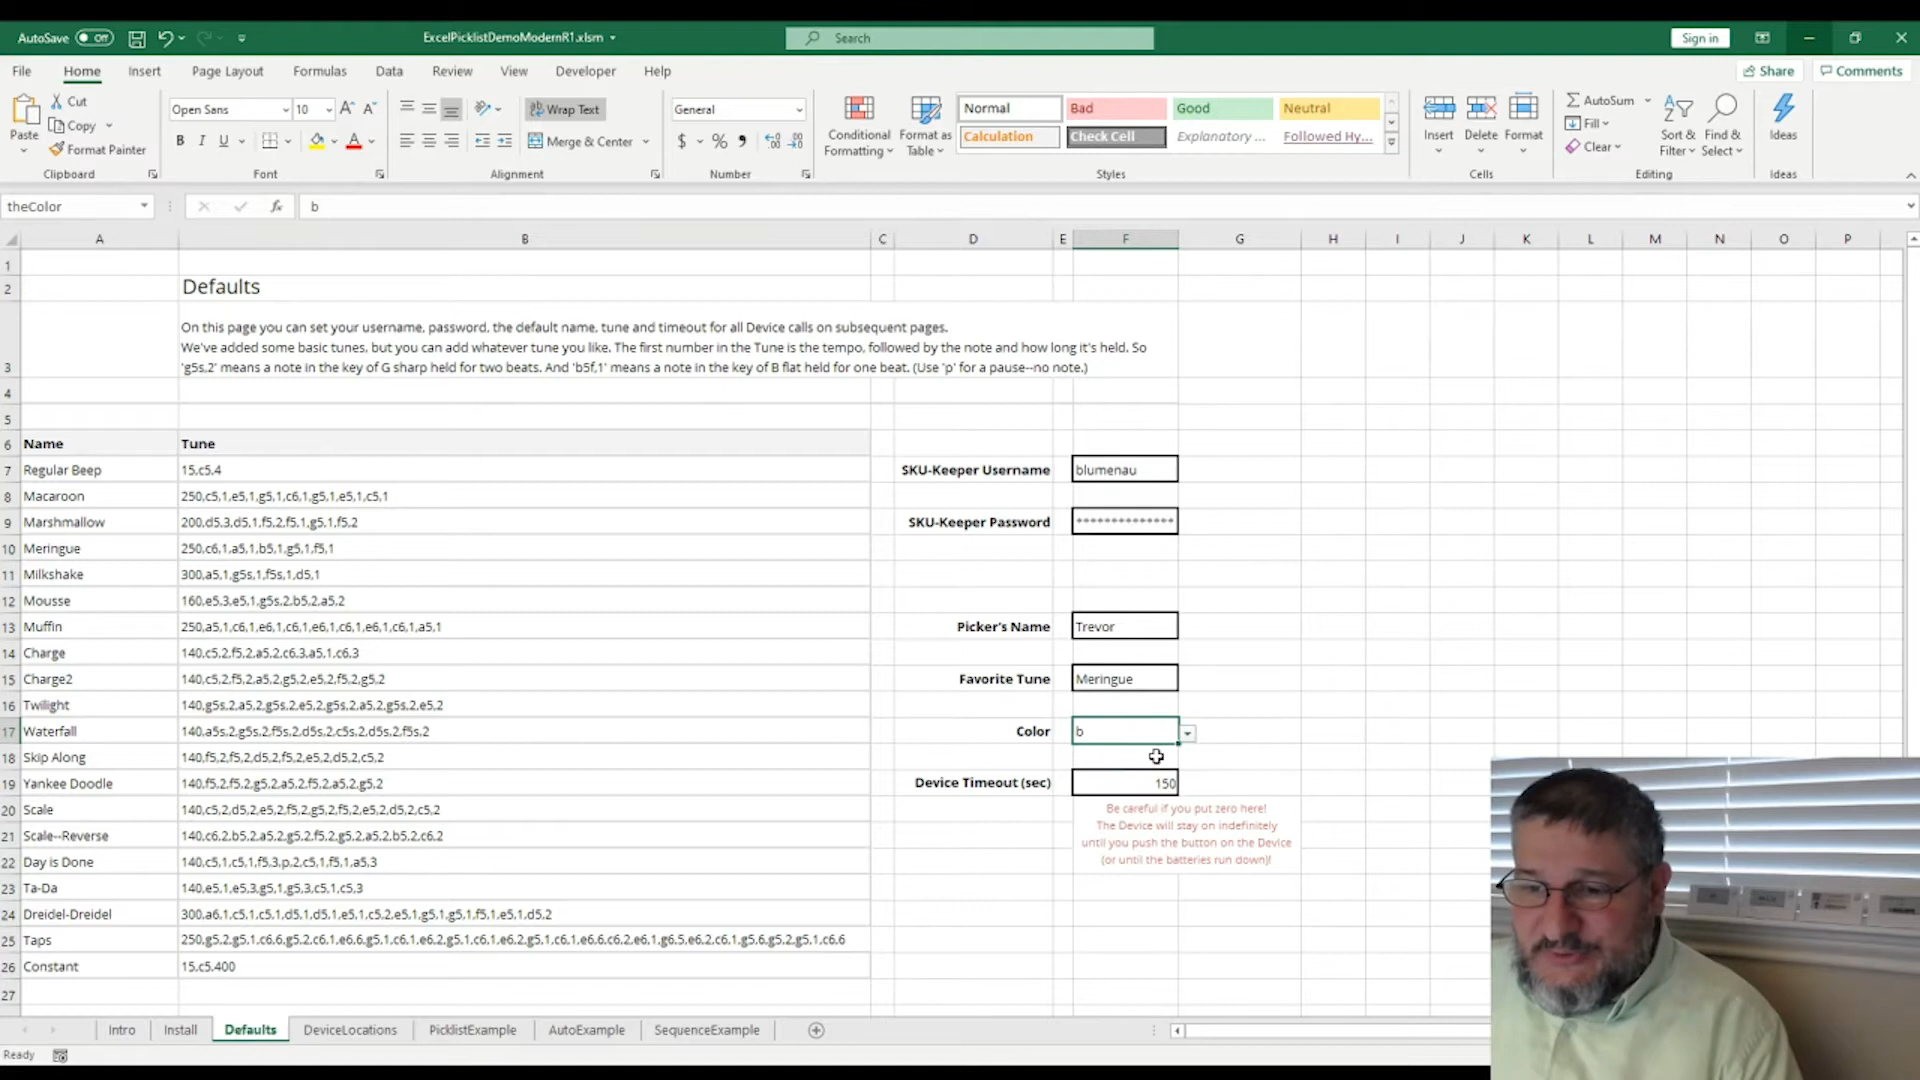 AutoSave Off
ExcelPicklistDemoModernR1.xlsm
Search
Sign in
File Home Insert Page Layout Formulas Data Review View Developer Help
Share Comments
Paste
Cut
Copy
Format Painter
Clipboard
Open Sans 10
B I U
Font
Wrap Text
Merge & Center
Alignment
General
$ % ,
Number
Conditional Formatting
Format as Table
Normal Bad Good Neutral
Calculation Check Cell Explanatory ... Followed Hy...
Styles
Insert Delete Format
Cells
AutoSum
Fill
Clear
Sort & Filter
Find & Select
Editing
Ideas
Ideas
theColor fx b
A B C D E F G H I J K L M N O P
1
2 Defaults
On this page you can set your username, password, the default name, tune and timeout for all Device calls on subsequent pages.
We've added some basic tunes, but you can add whatever tune you like. The first number in the Tune is the tempo, followed by the note and how long it's held. So
3 'g5s,2' means a note in the key of G sharp held for two beats. And 'b5f,1' means a note in the key of B flat held for one beat. (Use 'p' for a pause--no note.)
4
5
6 Name Tune
7 Regular Beep 15,c5,4 SKU-Keeper Username blumenau
8 Macaroon 250,c5,1,e5,1,g5,1,c6,1,g5,1,e5,1,c5,1
9 Marshmallow 200,d5,3,d5,1,f5,2,f5,1,g5,1,f5,2 SKU-Keeper Password **************
10 Meringue 250,c6,1,a5,1,b5,1,g5,1,f5,1
11 Milkshake 300,a5,1,g5s,1,f5s,1,d5,1
12 Mousse 160,e5,3,e5,1,g5s,2,b5,2,a5,2
13 Muffin 250,a5,1,c6,1,e6,1,c6,1,e6,1,c6,1,e6,1,c6,1,a5,1 Picker's Name Trevor
14 Charge 140,c5,2,f5,2,a5,2,c6,3,a5,1,c6,3
15 Charge2 140,c5,2,f5,2,a5,2,g5,2,e5,2,f5,2,g5,2 Favorite Tune Meringue
16 Twilight 140,g5s,2,a5,2,g5s,2,e5,2,g5s,2,a5,2,g5s,2,e5,2
17 Waterfall 140,a5s,2,g5s,2,f5s,2,d5s,2,c5s,2,d5s,2,f5s,2 Color b
18 Skip Along 140,f5,2,f5,2,d5,2,f5,2,e5,2,d5,2,c5,2
19 Yankee Doodle 140,f5,2,f5,2,g5,2,a5,2,f5,2,a5,2,g5,2 Device Timeout (sec) 150
20 Scale 140,c5,2,d5,2,e5,2,f5,2,g5,2,f5,2,e5,2,d5,2,c5,2
Be careful if you put zero here!
The Device will stay on indefinitely
21 Scale--Reverse 140,c6,2,b5,2,a5,2,g5,2,f5,2,g5,2,a5,2,b5,2,c6,2
until you push the button on the Device
(or until the batteries run down)!
22 Day is Done 140,c5,1,c5,1,f5,3,p,2,c5,1,f5,1,a5,3
23 Ta-Da 140,e5,1,e5,3,g5,1,g5,3,c5,1,c5,3
24 Dreidel-Dreidel 300,a6,1,c5,1,c5,1,d5,1,d5,1,e5,1,c5,2,e5,1,g5,1,g5,1,f5,1,e5,1,d5,2
25 Taps 250,g5,2,g5,1,c6,6,g5,2,c6,1,e6,6,g5,1,c6,1,e6,2,g5,1,c6,1,e6,2,g5,1,c6,1,e6,6,c6,2,e6,1,g6,5,e6,2,c6,1,g5,6,g5,2,g5,1,c6,6
26 Constant 15,c5,400
27
Intro Install Defaults DeviceLocations PicklistExample AutoExample SequenceExample
Ready